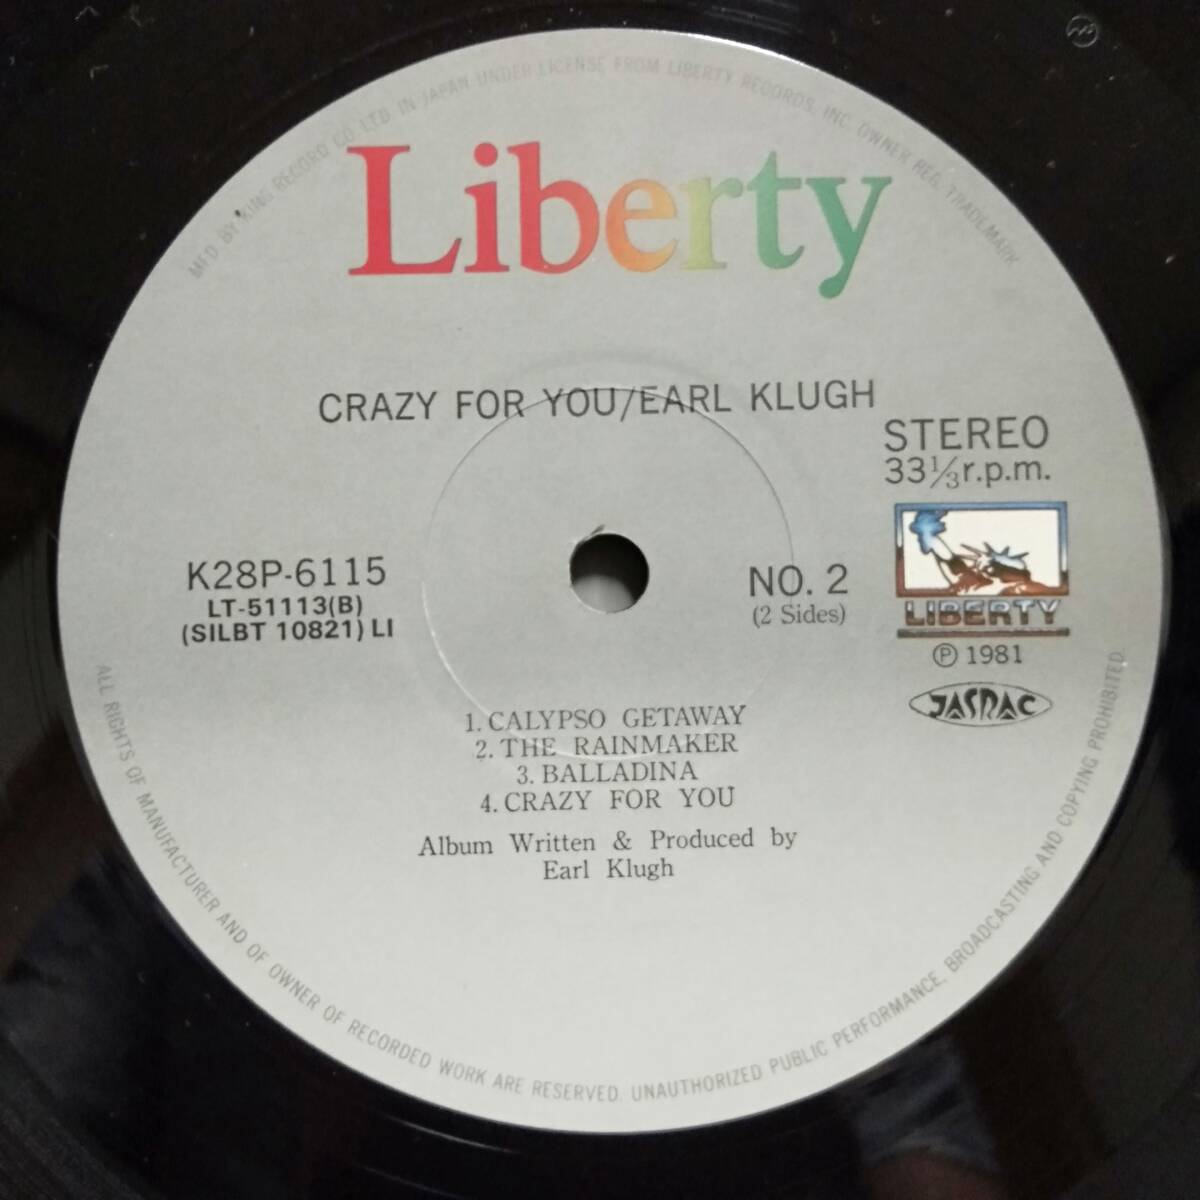 MFD BY KING RECORD CO. LTD. IN JAPAN UNDER LICENSE FROM LIBERTY RECORDS, INC. OWNER REG. TRADEMARK
Liberty
CRAZY FOR YOU/EARL KLUGH
STEREO
33⅓r.p.m.
K28P-6115
LT-51113(B)
(SILBT 10821) LI
NO. 2
(2 Sides)
LIBERTY
Ⓟ 1981
JASRAC
1. CALYPSO GETAWAY
2. THE RAINMAKER
3. BALLADINA
4. CRAZY FOR YOU
Album Written & Produced by
Earl Klugh
ALL RIGHTS OF MANUFACTURER AND OF OWNER OF RECORDED WORK ARE RESERVED. UNAUTHORIZED PUBLIC PERFORMANCE, BROADCASTING AND COPYING PROHIBITED.